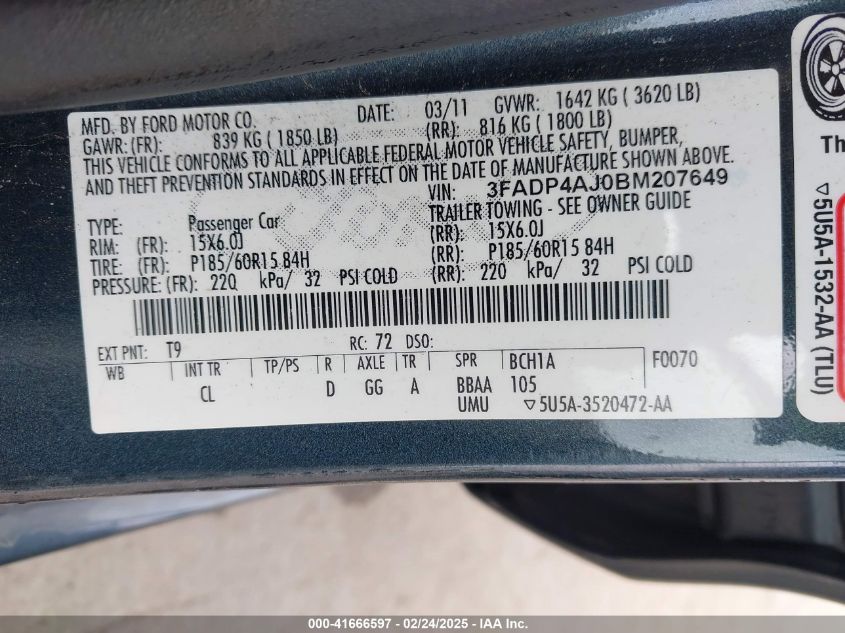 MFD. BY FORD MOTOR CO. DATE: 03/11 GVWR: 1642 KG ( 3620 LB)
GAWR: (FR): 839 KG ( 1850 LB) (RR): 816 KG ( 1800 LB)
THIS VEHICLE CONFORMS TO ALL APPLICABLE FEDERAL MOTOR VEHICLE SAFETY, BUMPER,
AND THEFT PREVENTION STANDARDS IN EFFECT ON THE DATE OF MANUFACTURE SHOWN ABOVE.
VIN: 3FADP4AJ0BM207649
TYPE: Passenger Car TRAILER TOWING - SEE OWNER GUIDE
RIM: (FR): 15X6.0J (RR): 15X6.0J
TIRE: (FR): P185/60R15 84H (RR): P185/60R15 84H
PRESSURE: (FR): 220 kPa/ 32 PSI COLD (RR): 220 kPa/ 32 PSI COLD
EXT PNT: T9 RC: 72 DSO:
WB INT TR TP/PS R AXLE TR SPR BCH1A F0070
CL D GG A BBAA 105
UMU ▽5U5A-3520472-AA
Th
▽5U5A-1532-AA (TLU)
000-41666597 - 02/24/2025 - IAA Inc.